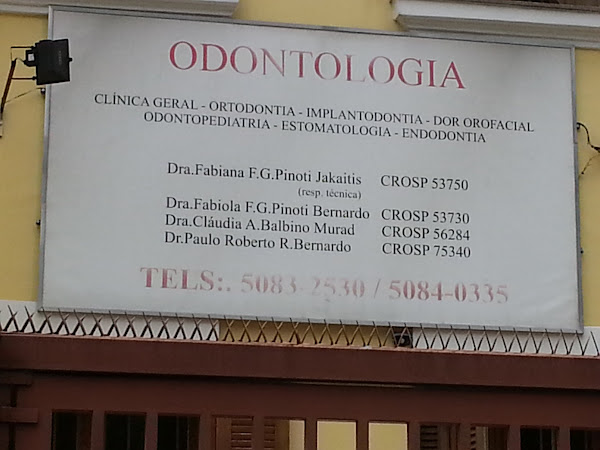 ODONTOLOGIA
CLÍNICA GERAL - ORTODONTIA - IMPLANTODONTIA - DOR OROFACIAL
ODONTOPEDIATRIA - ESTOMATOLOGIA - ENDODONTIA
Dra.Fabiana F.G.Pinoti Jakaitis CROSP 53750
(resp. técnica)
Dra.Fabiola F.G.Pinoti Bernardo CROSP 53730
Dra.Cláudia A.Balbino Murad CROSP 56284
Dr.Paulo Roberto R.Bernardo CROSP 75340
TELS:. 5083-2530 / 5084-0335